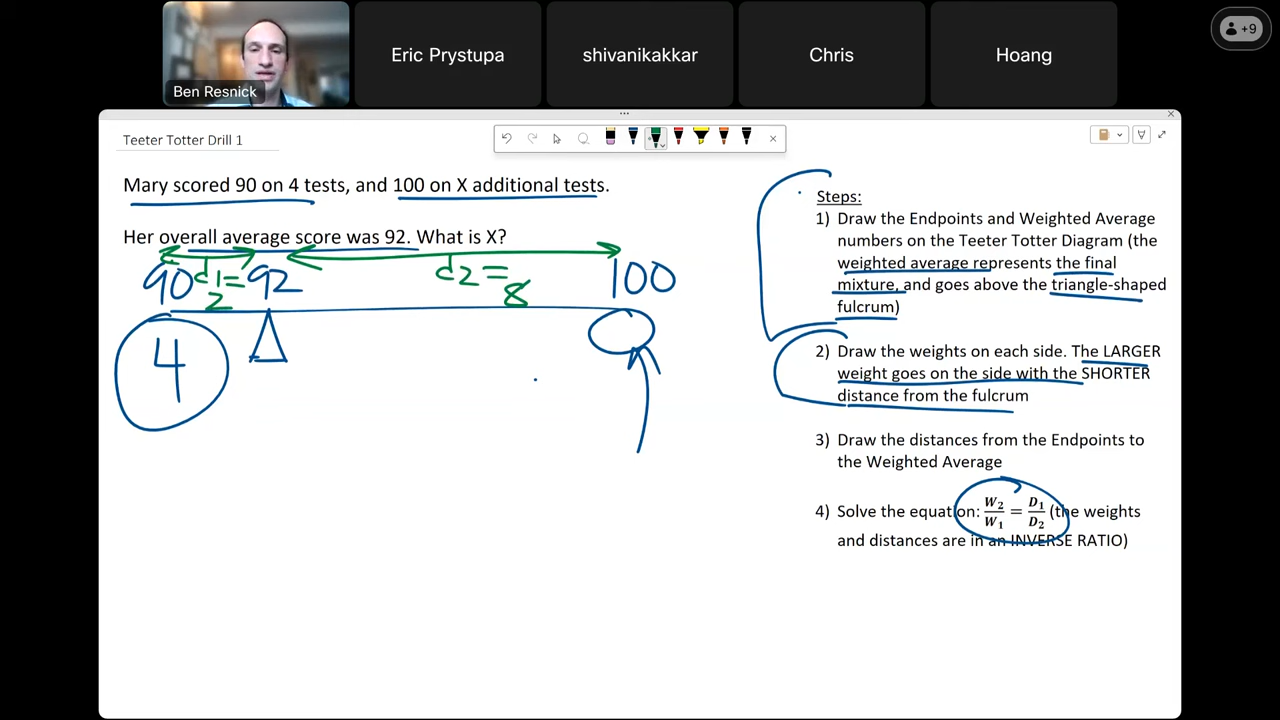 Eric Prystupa
shivanikakkar
Chris
Hoang
+9
Ben Resnick
Teeter Totter Drill 1
Mary scored 90 on 4 tests, and 100 on X additional tests.
Her overall average score was 92. What is X?
90 d1= 2 92 d2= 8 100
4
Steps:
1) Draw the Endpoints and Weighted Average
numbers on the Teeter Totter Diagram (the
weighted average represents the final
mixture, and goes above the triangle-shaped
fulcrum)
2) Draw the weights on each side. The LARGER
weight goes on the side with the SHORTER
distance from the fulcrum
3) Draw the distances from the Endpoints to
the Weighted Average
4) Solve the equation: W₂/W₁ = D₁/D₂ (the weights
and distances are in an INVERSE RATIO)